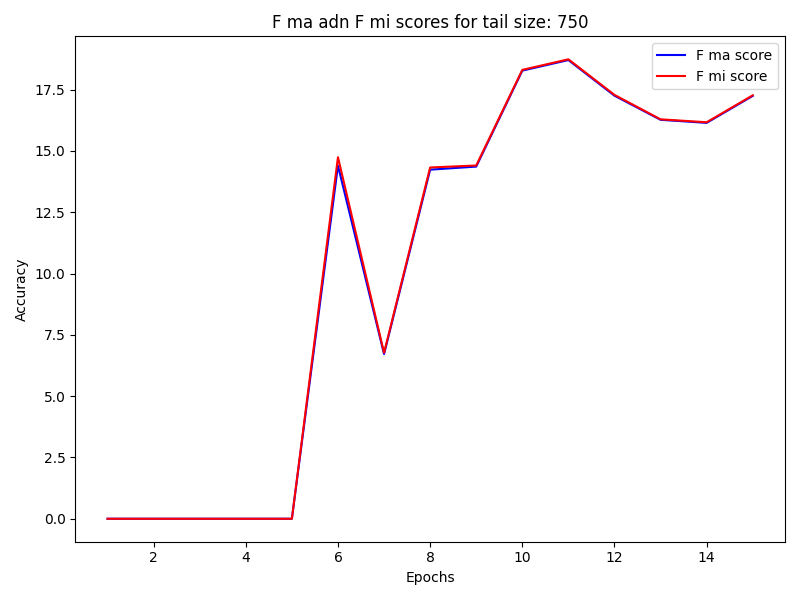 F ma adn F mi scores for tail size: 750
F ma score
F mi score
17.5
15.0
12.5
10.0
7.5
5.0
2.5
0.0
Accuracy
2 4 6 8 10 12 14
Epochs